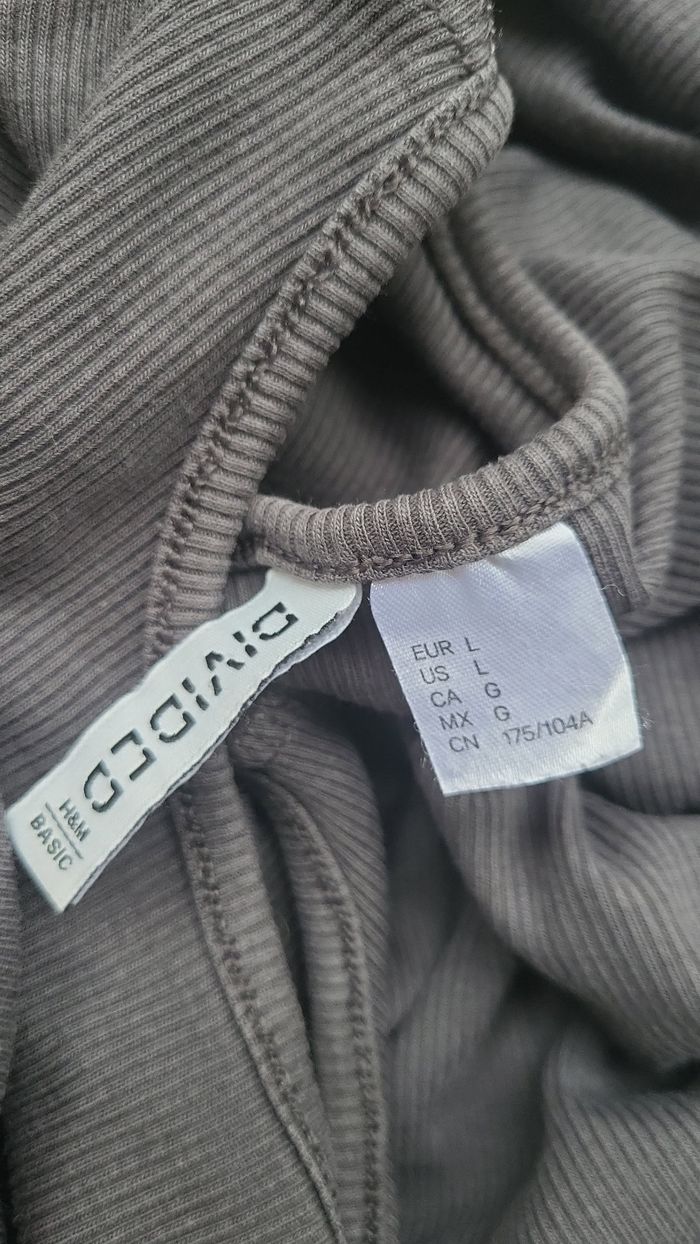 DIVIDED
H&M
BASIC
EUR L
US L
CA G
MX G
CN 175/104A